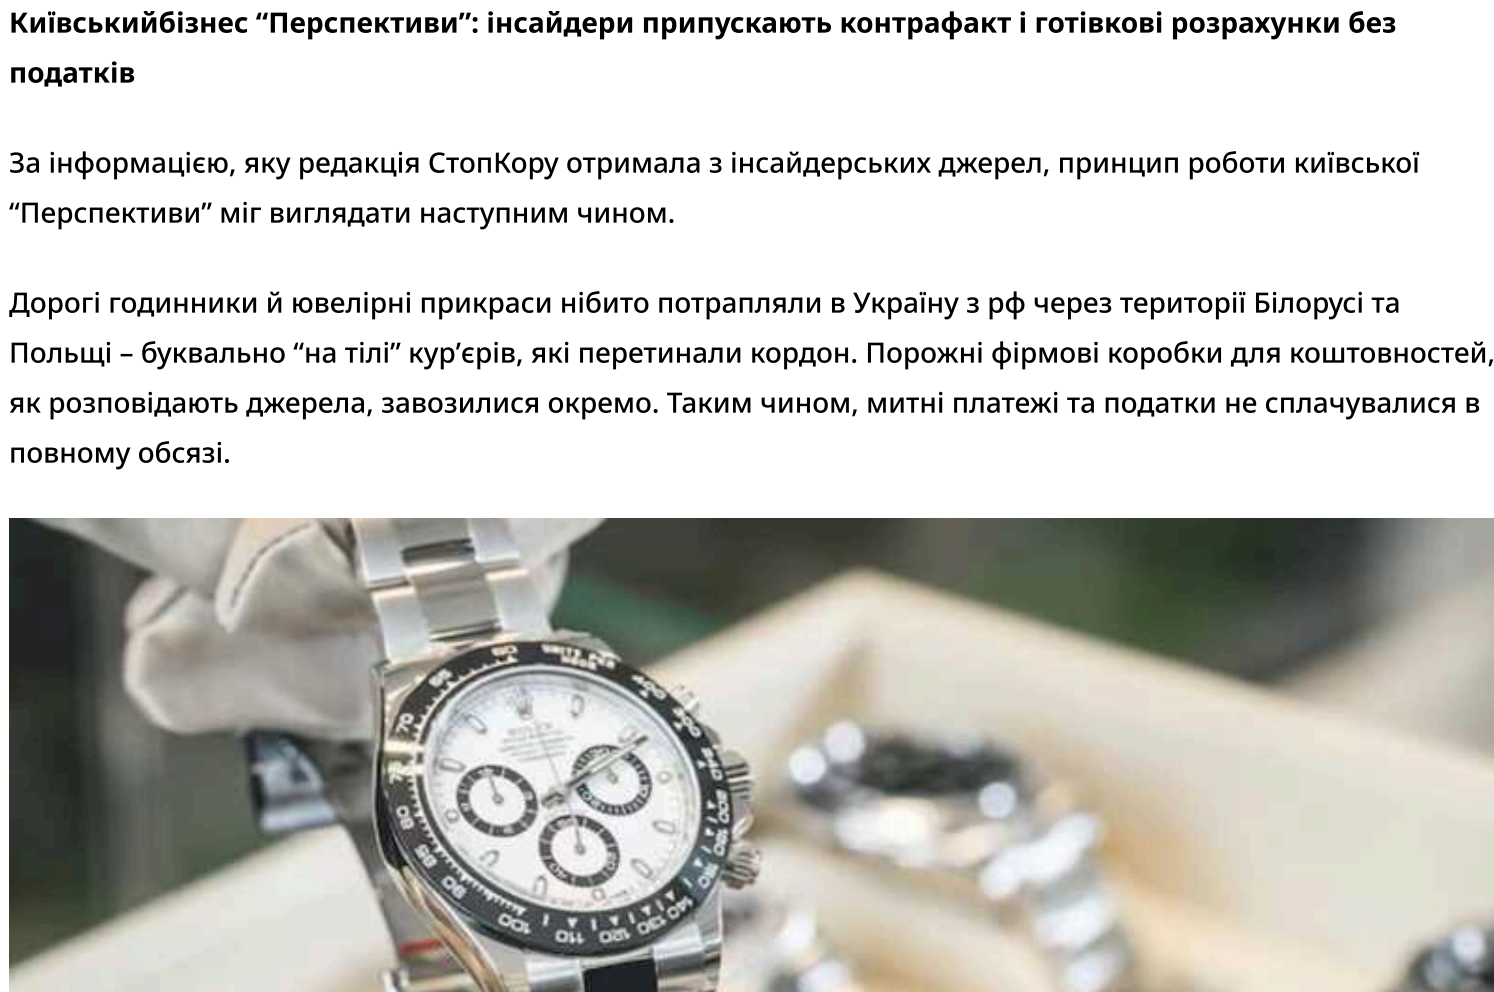 Київськийбізнес “Перспективи”: інсайдери припускають контрафакт і готівкові розрахунки без
податків
За інформацією, яку редакція СтопКору отримала з інсайдерських джерел, принцип роботи київської
“Перспективи” міг виглядати наступним чином.
Дорогі годинники й ювелірні прикраси нібито потрапляли в Україну з рф через території Білорусі та
Польщі – буквально “на тілі” кур’єрів, які перетинали кордон. Порожні фірмові коробки для коштовностей,
як розповідають джерела, завозилися окремо. Таким чином, митні платежі та податки не сплачувалися в
повному обсязі.